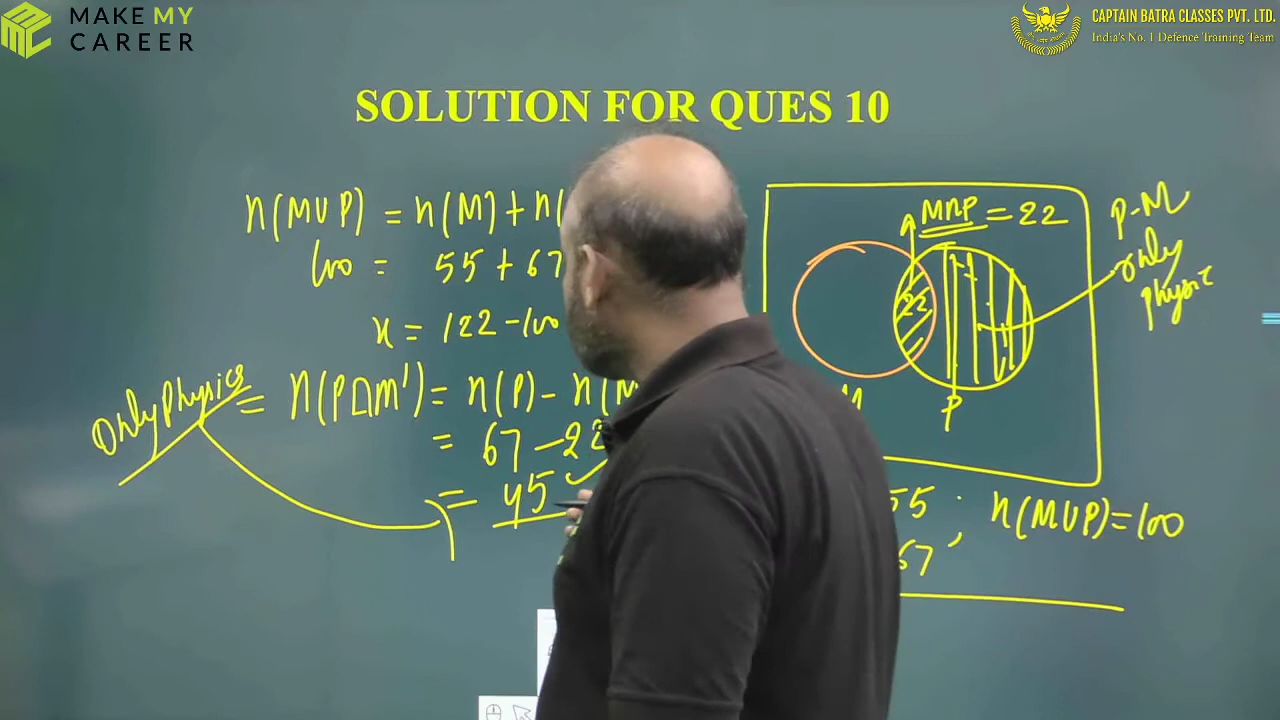 MAKE MY
CAREER
CAPTAIN BATRA CLASSES PVT. LTD.
India's No. 1 Defence Training Team
SOLUTION FOR QUES 10
n(M∪P) = n(M) + n(
100 = 55 + 67
x = 122 - 100
Only Physics = n(P∩M') = n(P) - n(M
= 67 - 22
= 45
M∩P = 22
22
P-M
only
physic
M
P
55 ; n(M∪P) = 100
67 ;